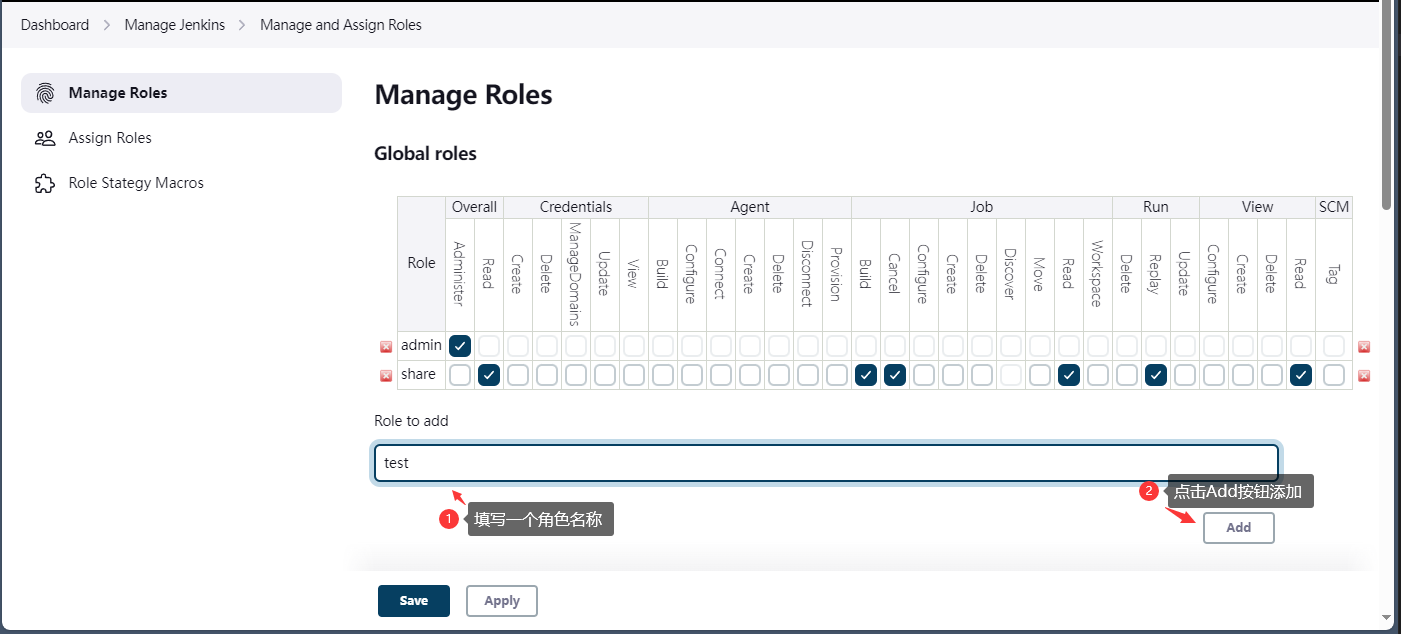 Dashboard > Manage Jenkins > Manage and Assign Roles
Manage Roles
Assign Roles
Role Stategy Macros
Manage Roles
Global roles
Overall Credentials Agent Job Run View SCM
Role Administer Read Create Delete ManageDomains Update View Build Configure Connect Create Delete Disconnect Provision Build Cancel Configure Create Delete Discover Move Read Workspace Delete Replay Update Configure Create Delete Read Tag
admin
share
Role to add
test
2 点击Add按钮添加
1 填写一个角色名称
Add
Save Apply